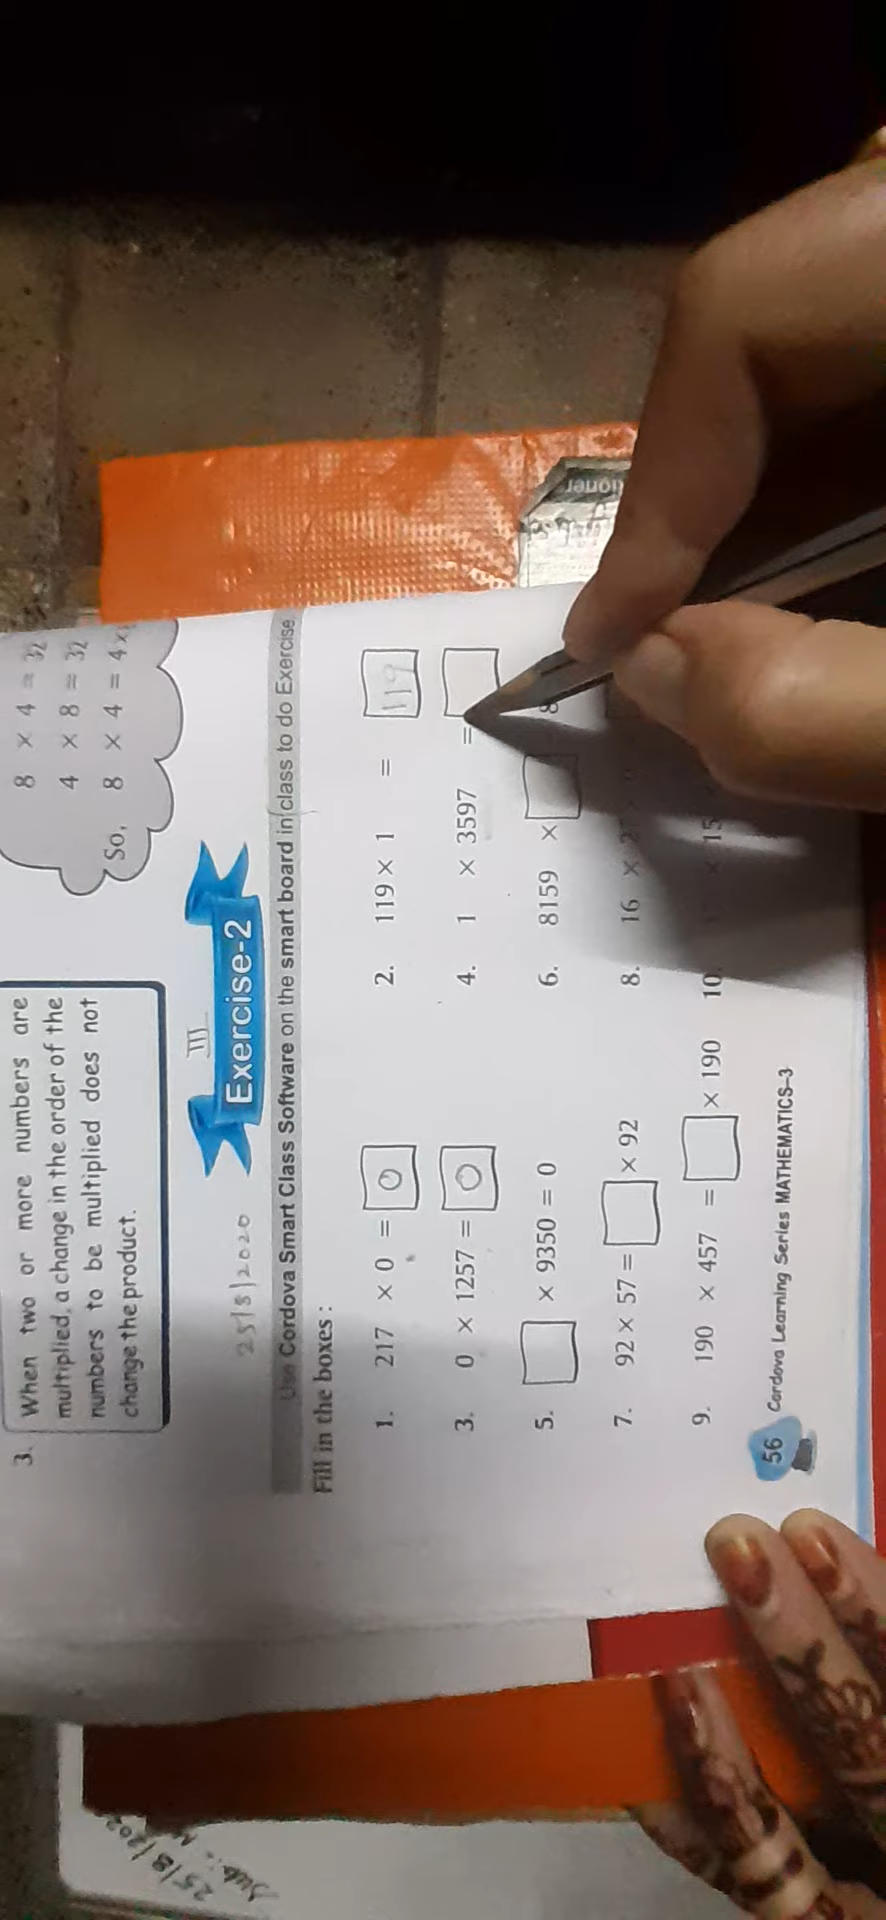 3. When two or more numbers are
multiplied, a change in the order of the
numbers to be multiplied does not
change the product.
8 × 4 = 32
4 × 8 = 32
So, 8 × 4 = 4 ×
III
Exercise-2
25/8/2020
Use Cordova Smart Class Software on the smart board in class to do Exercise.
Fill in the boxes :
1. 217 × 0 = 0
2. 119 × 1 = 119
3. 0 × 1257 = 0
4. 1 × 3597 =
5. × 9350 = 0
6. 8159 × 8
7. 92 × 57 = × 92
8. 16 × 2
9. 190 × 457 = × 190
10. × 15
56 Cordova Learning Series MATHEMATICS-3
25/8/202